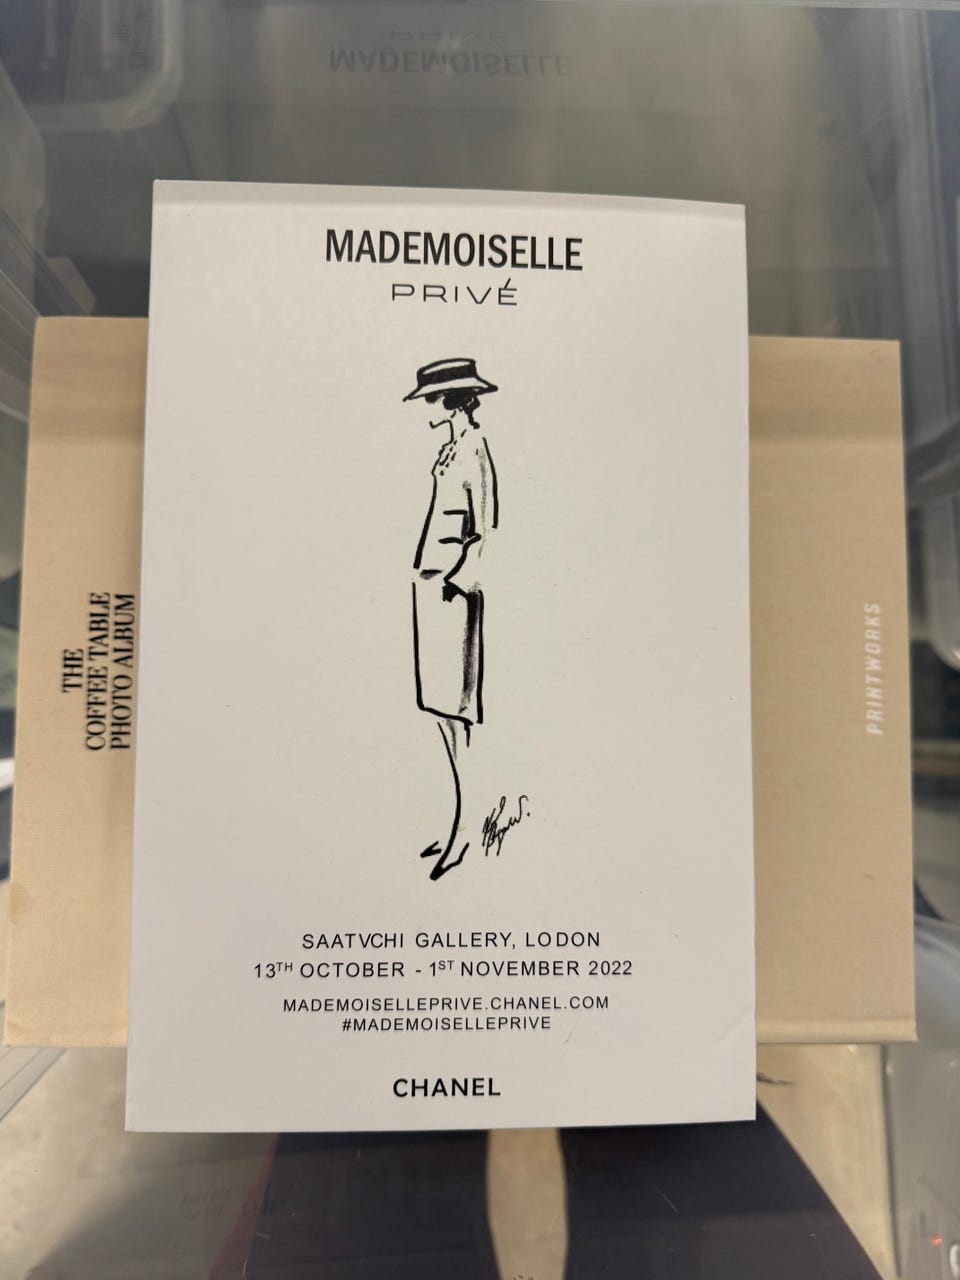 MADEMOISELLE
PRIVÉ
SAATVCHI GALLERY, LODON
13TH OCTOBER - 1ST NOVEMBER 2022
MADEMOISELLEPRIVE.CHANEL.COM
#MADEMOISELLEPRIVE
CHANEL
THE
COFFEE TABLE
PHOTO ALBUM
PRINTWORKS